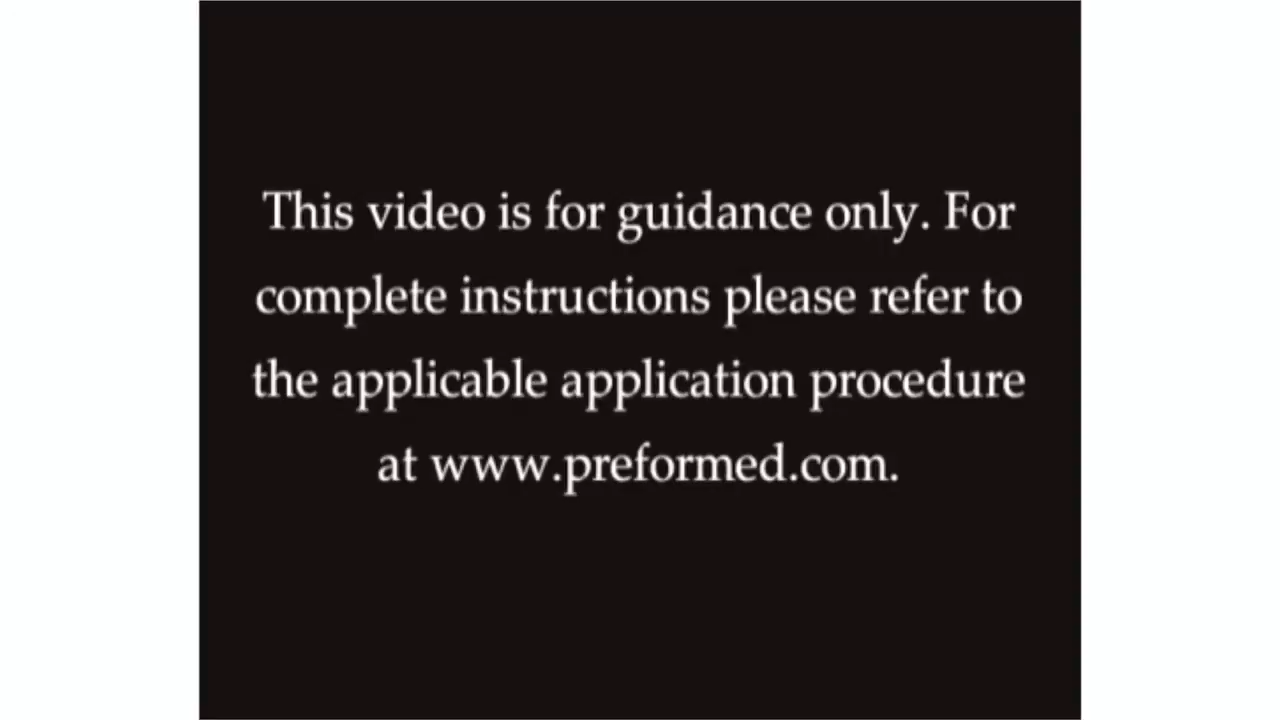 This video is for guidance only. For
complete instructions please refer to
the applicable application procedure
at www.preformed.com.